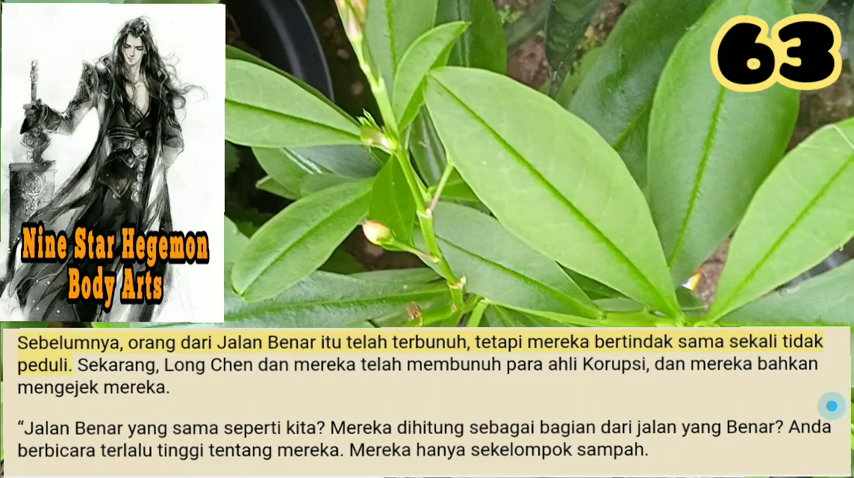 63
Nine Star Hegemon
Body Arts
Sebelumnya, orang dari Jalan Benar itu telah terbunuh, tetapi mereka bertindak sama sekali tidak
peduli. Sekarang, Long Chen dan mereka telah membunuh para ahli Korupsi, dan mereka bahkan
mengejek mereka.
“Jalan Benar yang sama seperti kita? Mereka dihitung sebagai bagian dari jalan yang Benar? Anda
berbicara terlalu tinggi tentang mereka. Mereka hanya sekelompok sampah.